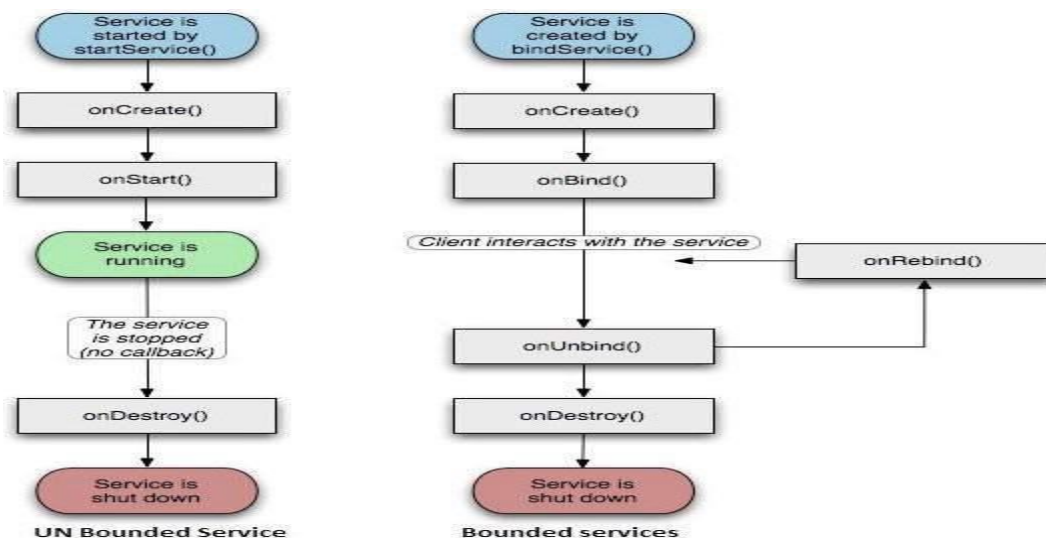 Service is
started by
startService()
onCreate()
onStart()
Service is
running
The service
is stopped
(no callback)
onDestroy()
Service is
shut down
UN Bounded Service
Service is
created by
bindService()
onCreate()
onBind()
Client interacts with the service
onRebind()
onUnbind()
onDestroy()
Service is
shut down
Bounded services